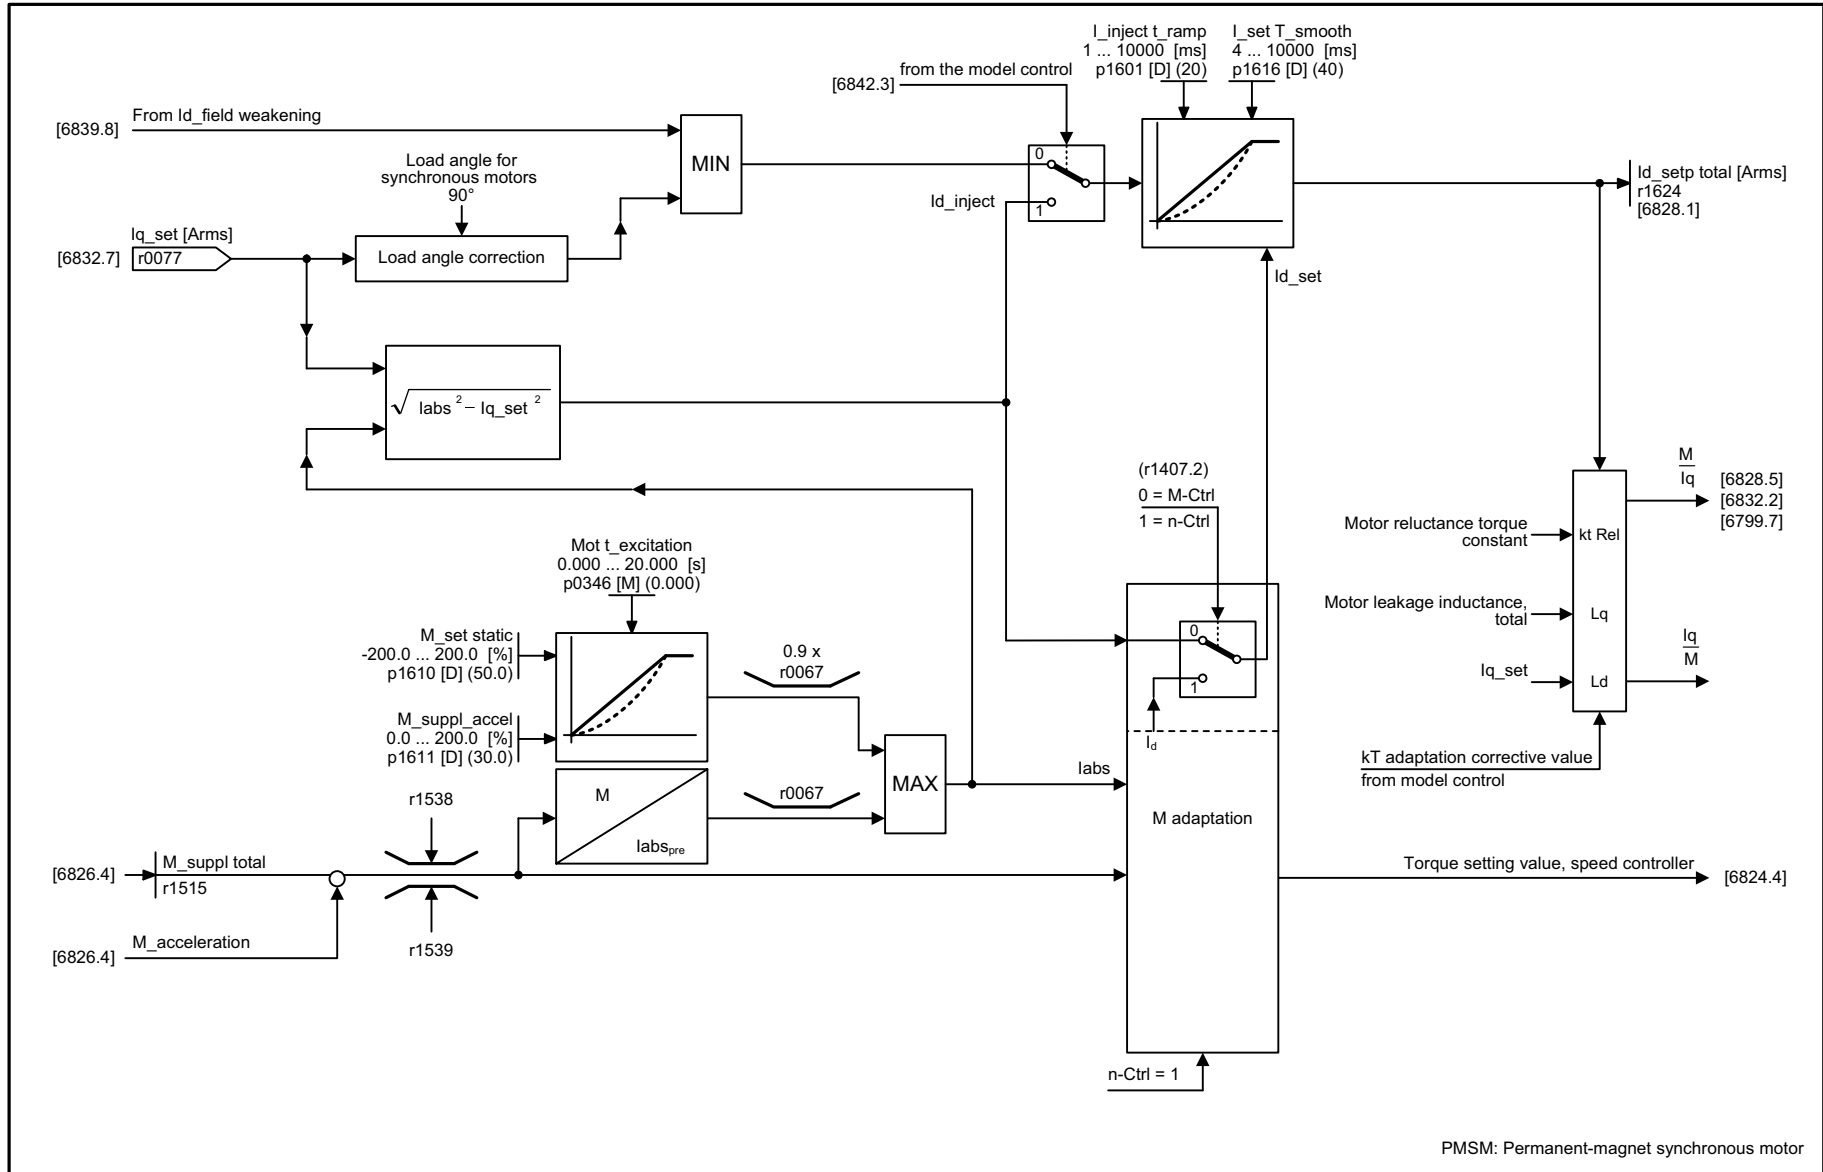 I_inject t_ramp
1 ... 10000 [ms]
p1601 [D] (20)
I_set T_smooth
4 ... 10000 [ms]
p1616 [D] (40)
from the model control
[6842.3]
From Id_field weakening
[6839.8]
MIN
0
1
Id_inject
Load angle for
synchronous motors
90°
Id_setp total [Arms]
r1624
[6828.1]
Iq_set [Arms]
[6832.7]
r0077
Load angle correction
Id_set
√ Iabs ² – Iq_set ²
(r1407.2)
0 = M-Ctrl
1 = n-Ctrl
M
Iq
[6828.5]
[6832.2]
[6799.7]
Motor reluctance torque
constant
kt Rel
Mot t_excitation
0.000 ... 20.000 [s]
p0346 [M] (0.000)
Motor leakage inductance,
total
Lq
M_set static
-200.0 ... 200.0 [%]
p1610 [D] (50.0)
0.9 x
r0067
0
1
Iq
M
Iq_set
Ld
M_suppl_accel
0.0 ... 200.0 [%]
p1611 [D] (30.0)
Id
kT adaptation corrective value
from model control
Iabs
MAX
r1538
M
Iabspre
r0067
M adaptation
[6826.4]
M_suppl total
r1515
Torque setting value, speed controller
[6824.4]
r1539
M_acceleration
[6826.4]
n-Ctrl = 1
PMSM: Permanent-magnet synchronous motor